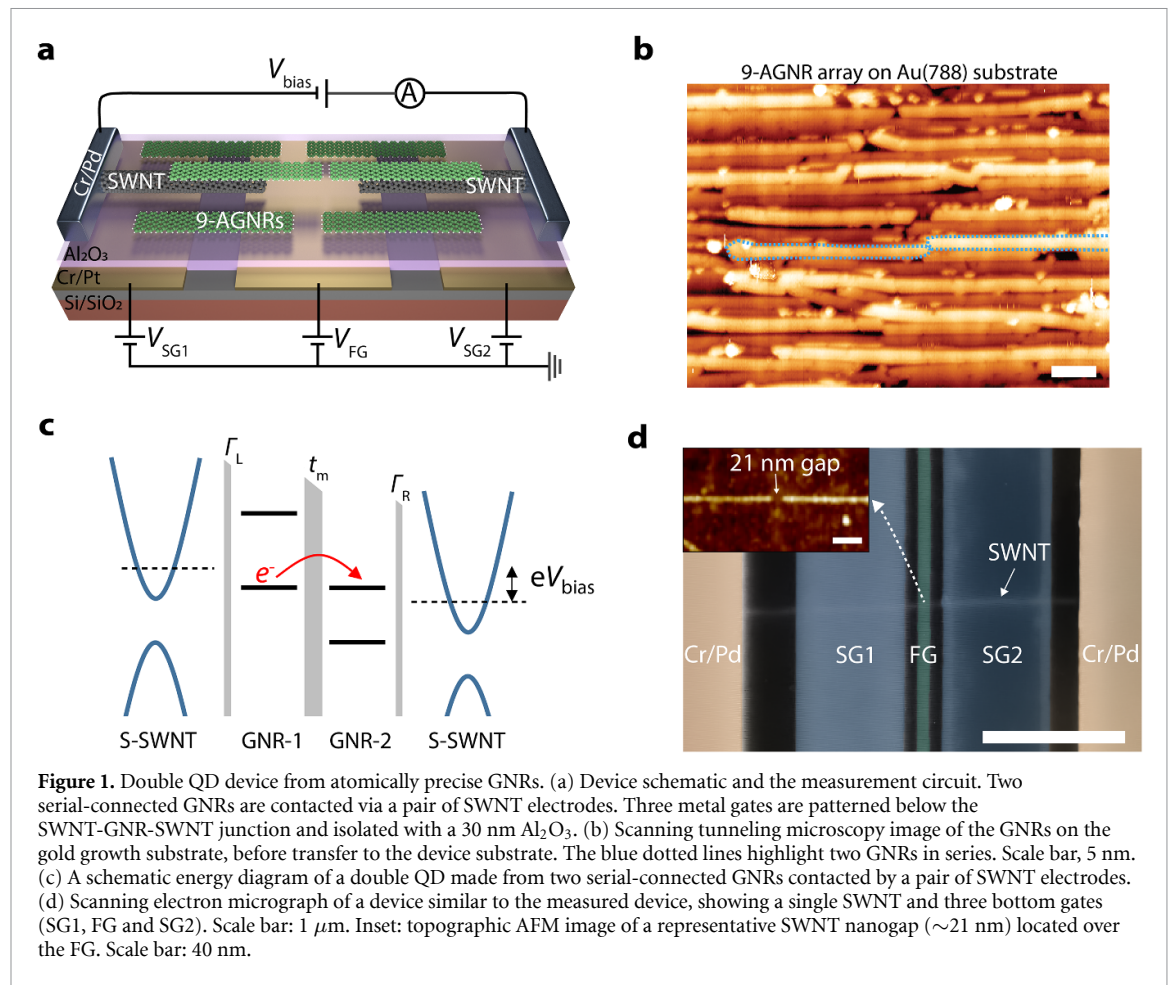 a
V_bias
A
Cr/Pd
SWNT
SWNT
9-AGNRs
Al₂O₃
Cr/Pt
Si/SiO₂
V_SG1
V_FG
V_SG2
b
9-AGNR array on Au(788) substrate
c
Γ_L
t_m
Γ_R
e⁻
eV_bias
S-SWNT GNR-1 GNR-2 S-SWNT
d
21 nm gap
SWNT
Cr/Pd SG1 FG SG2 Cr/Pd
Figure 1. Double QD device from atomically precise GNRs. (a) Device schematic and the measurement circuit. Two
serial-connected GNRs are contacted via a pair of SWNT electrodes. Three metal gates are patterned below the
SWNT-GNR-SWNT junction and isolated with a 30 nm Al₂O₃. (b) Scanning tunneling microscopy image of the GNRs on the
gold growth substrate, before transfer to the device substrate. The blue dotted lines highlight two GNRs in series. Scale bar, 5 nm.
(c) A schematic energy diagram of a double QD made from two serial-connected GNRs contacted by a pair of SWNT electrodes.
(d) Scanning electron micrograph of a device similar to the measured device, showing a single SWNT and three bottom gates
(SG1, FG and SG2). Scale bar: 1 μm. Inset: topographic AFM image of a representative SWNT nanogap (∼21 nm) located over
the FG. Scale bar: 40 nm.